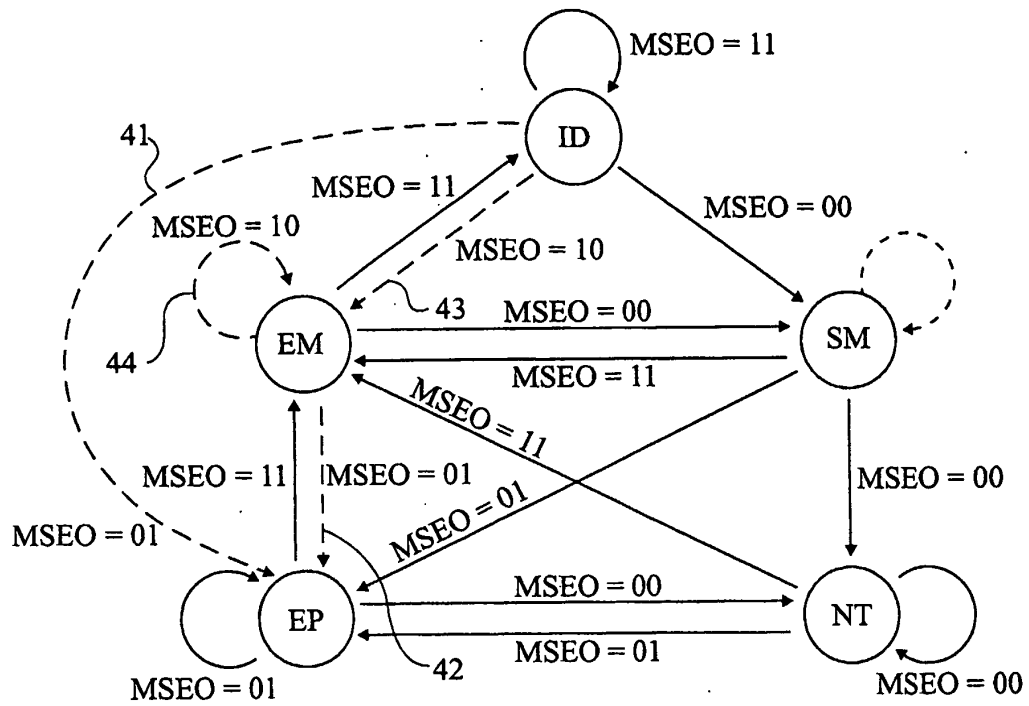 MSEO = 11
ID
41
MSEO = 11
MSEO = 00
MSEO = 10
MSEO = 10
43
MSEO = 00
EM
SM
44
MSEO = 11
MSEO = 11
MSEO = 11
MSEO = 01
MSEO = 00
MSEO = 01
MSEO = 01
MSEO = 00
EP
NT
MSEO = 01
42
MSEO = 01
MSEO = 00